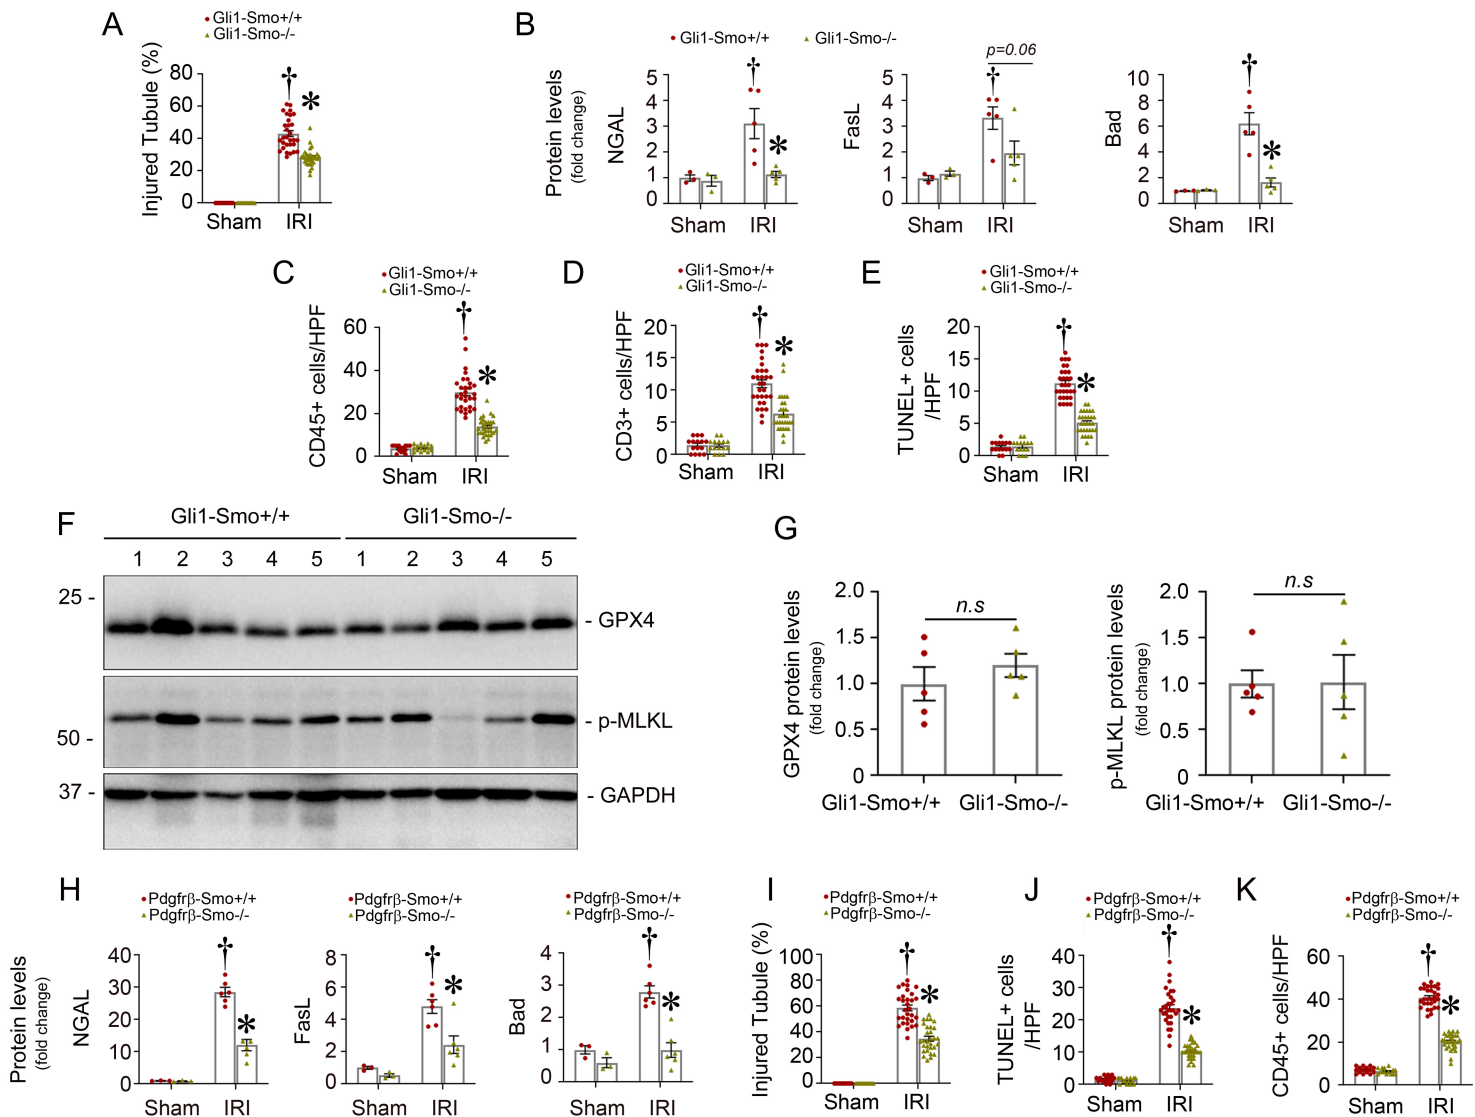 A
Gli1-Smo+/+
Gli1-Smo-/-
Injured Tubule (%)
80
60
40
20
0
†
*
Sham IRI
B
Gli1-Smo+/+ Gli1-Smo-/-
Protein levels
(fold change)
NGAL
5
4
3
2
1
0
†
*
Sham IRI
FasL
5
4
3
2
1
0
†
p=0.06
Sham IRI
Bad
10
8
6
4
2
0
†
*
Sham IRI
C
Gli1-Smo+/+
Gli1-Smo-/-
CD45+ cells/HPF
60
40
20
0
†
*
Sham IRI
D
Gli1-Smo+/+
Gli1-Smo-/-
CD3+ cells/HPF
20
15
10
5
0
†
*
Sham IRI
E
Gli1-Smo+/+
Gli1-Smo-/-
TUNEL+ cells
/HPF
20
15
10
5
0
†
*
Sham IRI
F
Gli1-Smo+/+ Gli1-Smo-/-
1 2 3 4 5 1 2 3 4 5
25 -
- GPX4
- p-MLKL
50 -
37 -
- GAPDH
G
GPX4 protein levels
(fold change)
2.0
1.5
1.0
0.5
0
n.s
Gli1-Smo+/+ Gli1-Smo-/-
p-MLKL protein levels
(fold change)
2.0
1.5
1.0
0.5
0
n.s
Gli1-Smo+/+ Gli1-Smo-/-
H
Protein levels
(fold change)
Pdgfrβ-Smo+/+
Pdgfrβ-Smo-/-
NGAL
40
30
20
10
0
†
*
Sham IRI
Pdgfrβ-Smo+/+
Pdgfrβ-Smo-/-
FasL
8
6
4
2
0
†
*
Sham IRI
Pdgfrβ-Smo+/+
Pdgfrβ-Smo-/-
Bad
4
3
2
1
0
†
*
Sham IRI
I
Pdgfrβ-Smo+/+
Pdgfrβ-Smo-/-
Injured Tubule (%)
100
80
60
40
20
0
†
*
Sham IRI
J
Pdgfrβ-Smo+/+
Pdgfrβ-Smo-/-
TUNEL+ cells
/HPF
40
30
20
10
0
†
*
Sham IRI
K
Pdgfrβ-Smo+/+
Pdgfrβ-Smo-/-
CD45+ cells/HPF
60
40
20
0
†
*
Sham IRI